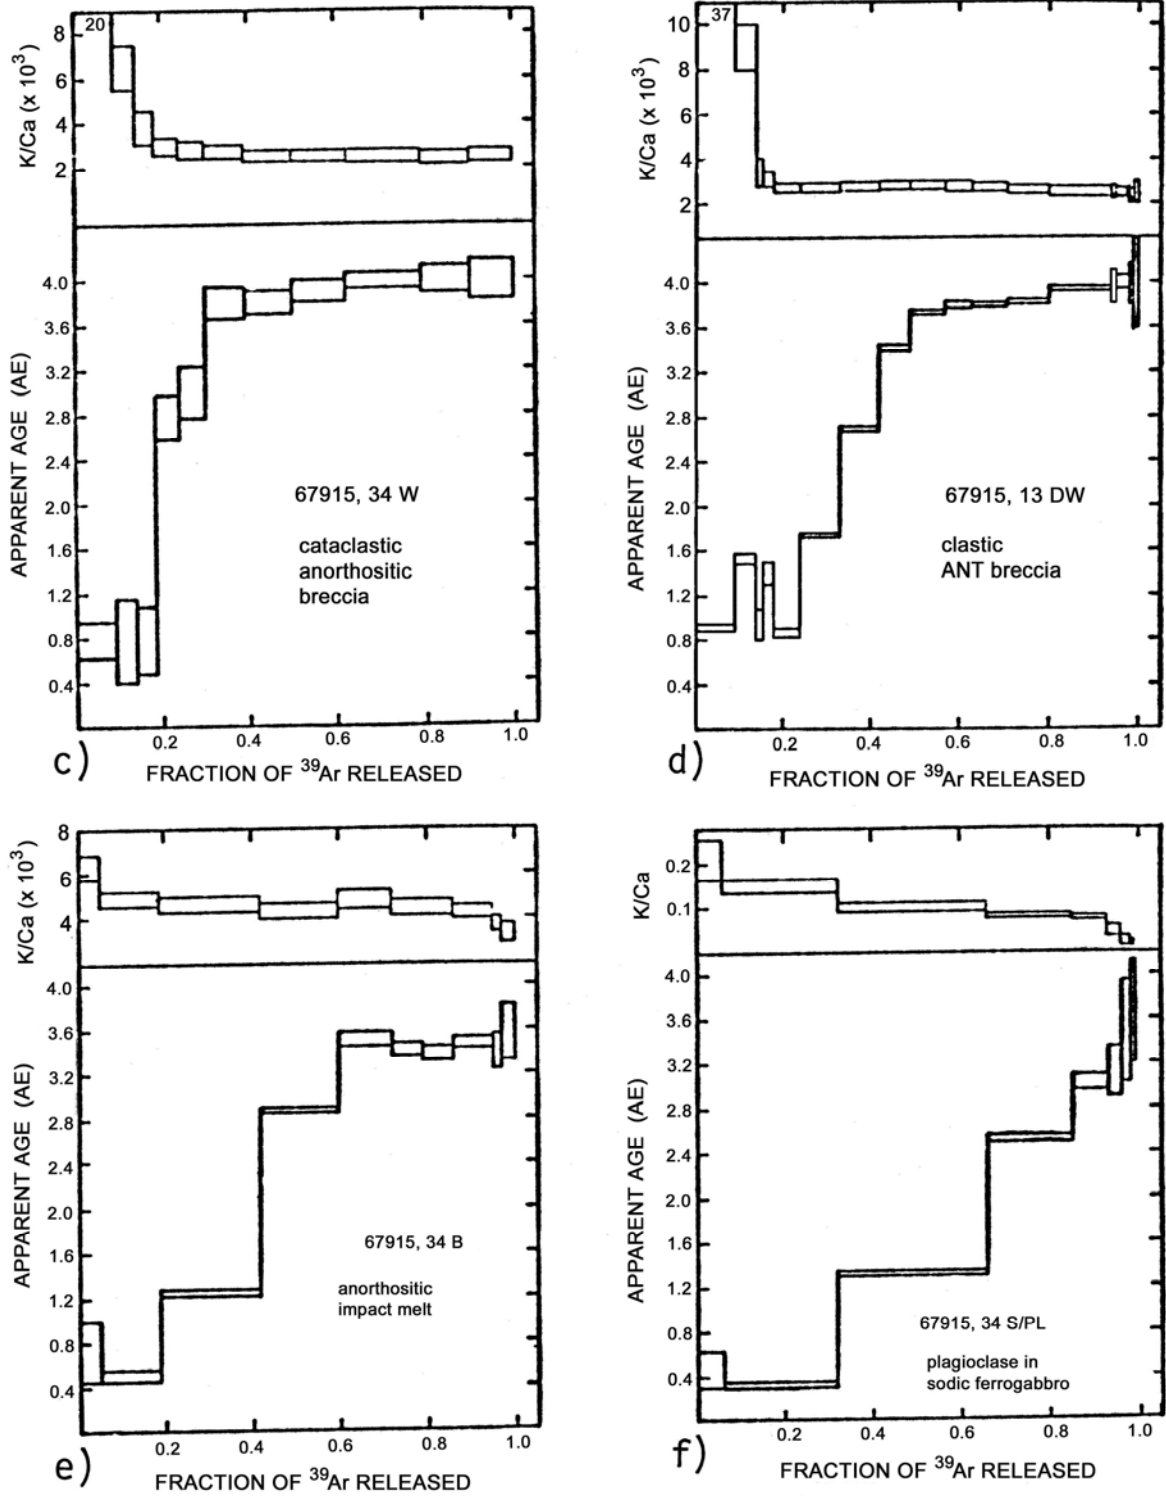 K/Ca (x 10³)
8
6
4
2
20
APPARENT AGE (AE)
4.0
3.6
3.2
2.8
2.4
2.0
1.6
1.2
0.8
0.4
67915, 34 W
cataclastic
anorthositic
breccia
0.2
0.4
0.6
0.8
1.0
c)
FRACTION OF ³⁹Ar RELEASED
K/Ca (x 10³)
10
8
6
4
2
37
APPARENT AGE (AE)
4.0
3.6
3.2
2.8
2.4
2.0
1.6
1.2
0.8
0.4
67915, 13 DW
clastic
ANT breccia
0.2
0.4
0.6
0.8
1.0
d)
FRACTION OF ³⁹Ar RELEASED
K/Ca (x 10³)
8
6
4
APPARENT AGE (AE)
4.0
3.6
3.2
2.8
2.4
2.0
1.6
1.2
0.8
0.4
67915, 34 B
anorthositic
impact melt
0.2
0.4
0.6
0.8
1.0
e)
FRACTION OF ³⁹Ar RELEASED
K/Ca
0.2
0.1
APPARENT AGE (AE)
4.0
3.6
3.2
2.8
2.4
2.0
1.6
1.2
0.8
0.4
67915, 34 S/PL
plagioclase in
sodic ferrogabbro
0.2
0.4
0.6
0.8
1.0
f)
FRACTION OF ³⁹Ar RELEASED